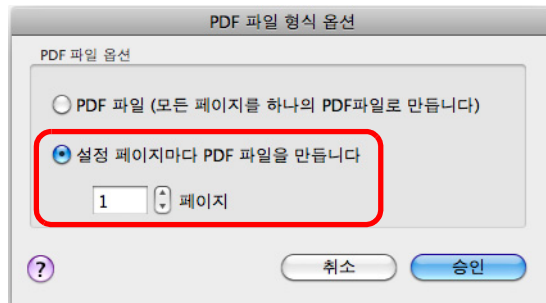 PDF 파일 형식 옵션
PDF 파일 옵션
PDF 파일 (모든 페이지를 하나의 PDF파일로 만듭니다)
설정 페이지마다 PDF 파일을 만듭니다
1 페이지
? 취소 승인